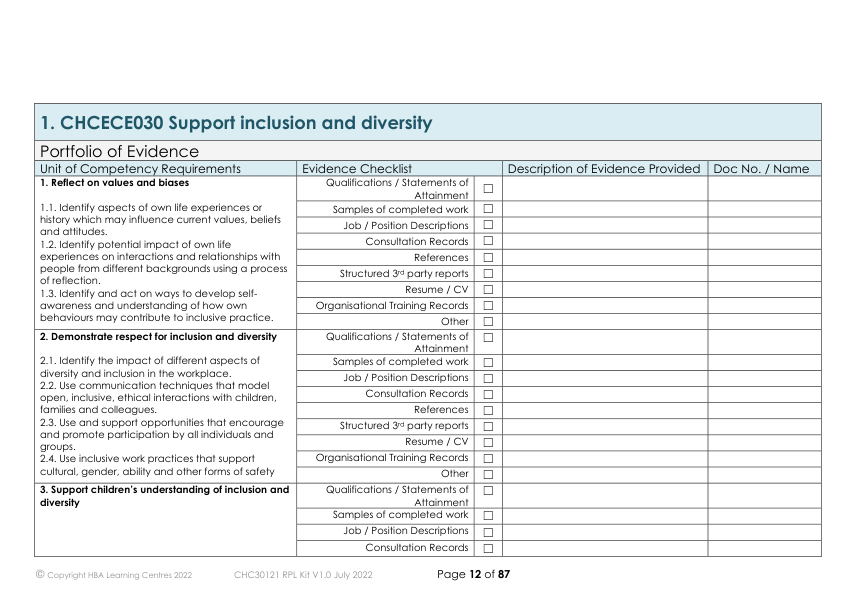 1. CHCECE030 Support inclusion and diversity
Portfolio of Evidence
Unit of Competency Requirements
Evidence Checklist
Description of Evidence Provided
Doc No. / Name
1. Reflect on values and biases
1.1. Identify aspects of own life experiences or
history which may influence current values, beliefs
and attitudes.
1.2. Identify potential impact of own life
experiences on interactions and relationships with
people from different backgrounds using a process
of reflection.
1.3. Identify and act on ways to develop self-
awareness and understanding of how own
behaviours may contribute to inclusive practice.
Qualifications / Statements of
Attainment
☐
Samples of completed work ☐
Job / Position Descriptions ☐
Consultation Records ☐
References ☐
Structured 3rd party reports ☐
Resume / CV ☐
Organisational Training Records ☐
Other ☐
2. Demonstrate respect for inclusion and diversity
2.1. Identify the impact of different aspects of
diversity and inclusion in the workplace.
2.2. Use communication techniques that model
open, inclusive, ethical interactions with children,
families and colleagues.
2.3. Use and support opportunities that encourage
and promote participation by all individuals and
groups.
2.4. Use inclusive work practices that support
cultural, gender, ability and other forms of safety
Qualifications / Statements of
Attainment
☐
Samples of completed work ☐
Job / Position Descriptions ☐
Consultation Records ☐
References ☐
Structured 3rd party reports ☐
Resume / CV ☐
Organisational Training Records ☐
Other ☐
3. Support children's understanding of inclusion and
diversity
Qualifications / Statements of
Attainment
☐
Samples of completed work ☐
Job / Position Descriptions ☐
Consultation Records ☐
© Copyright HBA Learning Centres 2022
CHC30121 RPL Kit V1.0 July 2022
Page 12 of 87